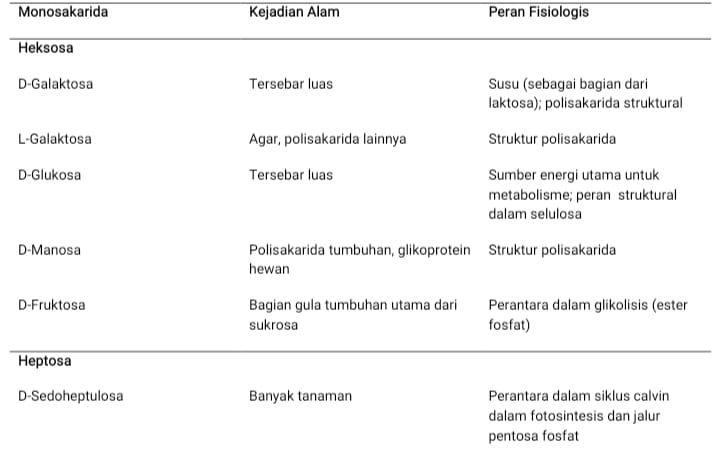 Monosakarida Kejadian Alam Peran Fisiologis
Heksosa
D-Galaktosa Tersebar luas Susu (sebagai bagian dari
laktosa); polisakarida struktural
L-Galaktosa Agar, polisakarida lainnya Struktur polisakarida
D-Glukosa Tersebar luas Sumber energi utama untuk
metabolisme; peran struktural
dalam selulosa
D-Manosa Polisakarida tumbuhan, glikoprotein Struktur polisakarida
hewan
D-Fruktosa Bagian gula tumbuhan utama dari Perantara dalam glikolisis (ester
sukrosa fosfat)
Heptosa
D-Sedoheptulosa Banyak tanaman Perantara dalam siklus calvin
dalam fotosintesis dan jalur
pentosa fosfat